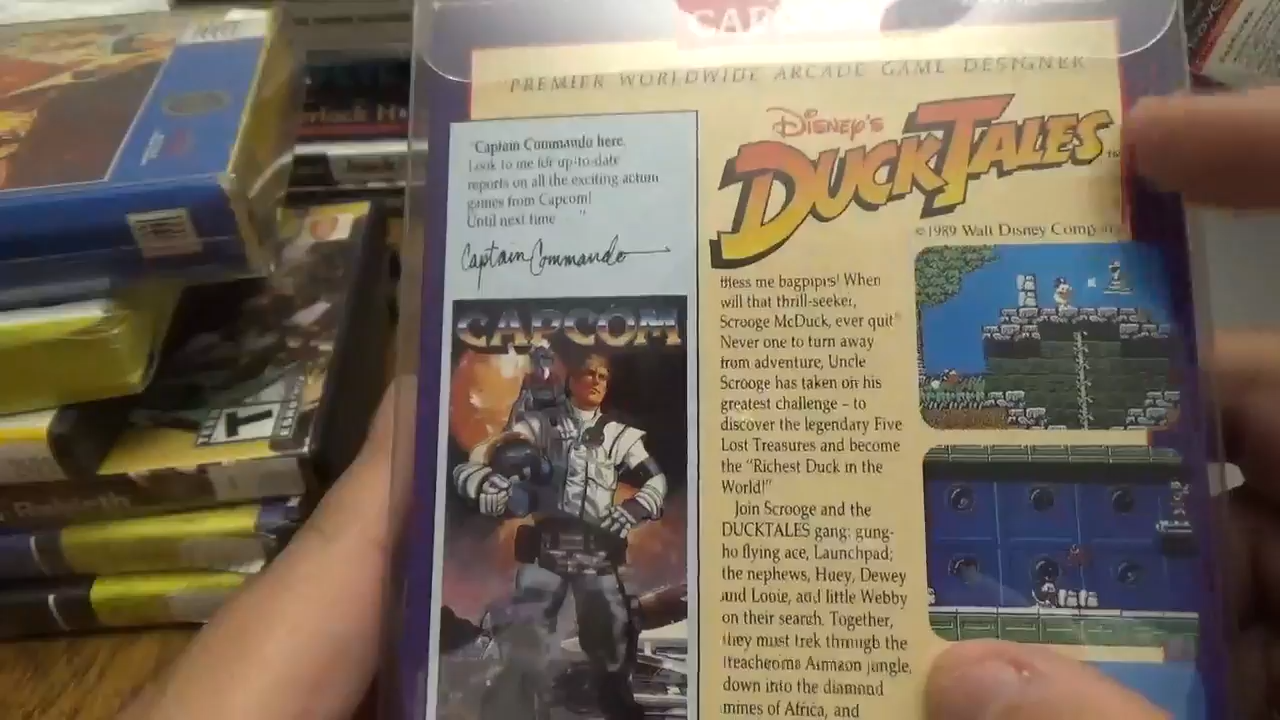 CAPCOM
PREMIER WORLDWIDE ARCADE GAME DESIGNER
"Captain Commando here.
Look to me for up-to-date
reports on all the exciting action
games from Capcom!
Until next time . . ."
Captain Commando
CAPCOM
DISNEY'S
DUCKTALES
TM
©1989 Walt Disney Company
Bless me bagpipes! When
will that thrill-seeker,
Scrooge McDuck, ever quit?
Never one to turn away
from adventure, Uncle
Scrooge has taken on his
greatest challenge – to
discover the legendary Five
Lost Treasures and become
the "Richest Duck in the
World!"
Join Scrooge and the
DUCKTALES gang: gung-
ho flying ace, Launchpad;
the nephews, Huey, Dewey
and Looie, and little Webby
on their search. Together,
they must trek through the
treacherous Amazon jungle,
down into the diamond
mines of Africa, and
erlock H
Rebirth